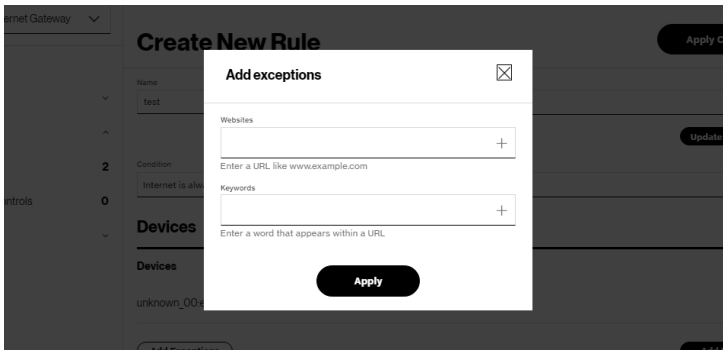 ernet Gateway
Create New Rule
Apply C
Add exceptions
Name
test
Websites
Update
Enter a URL like www.example.com
2
Condition
Keywords
Internet is alw
ontrols
0
Devices
Enter a word that appears within a URL
Devices
Apply
unknown_00:e
Add Exceptions